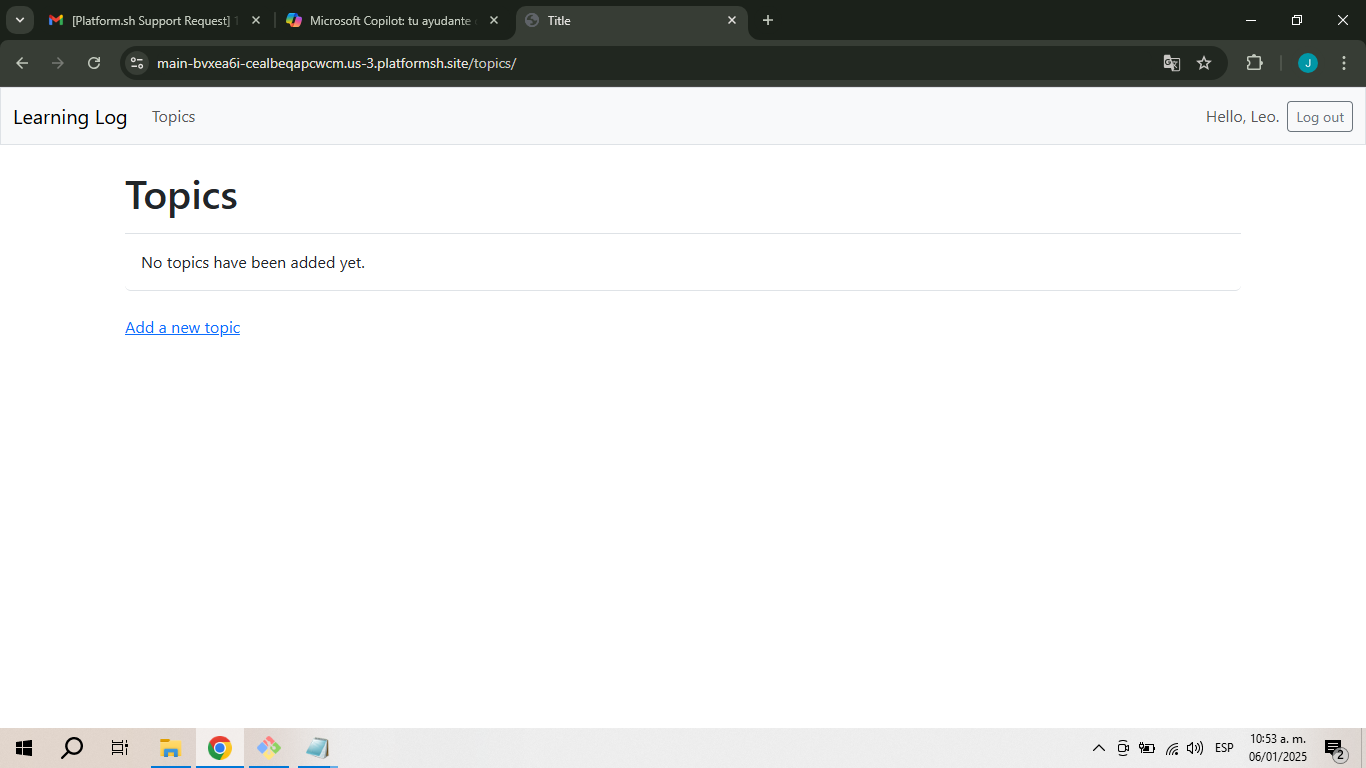 [Platform.sh Support Request]
Microsoft Copilot: tu ayudante
Title
main-bvxea6i-cealbeqapcwcm.us-3.platformsh.site/topics/
J
Learning Log
Topics
Hello, Leo.
Log out
Topics
No topics have been added yet.
Add a new topic
ESP
10:53 a. m.
06/01/2025
2